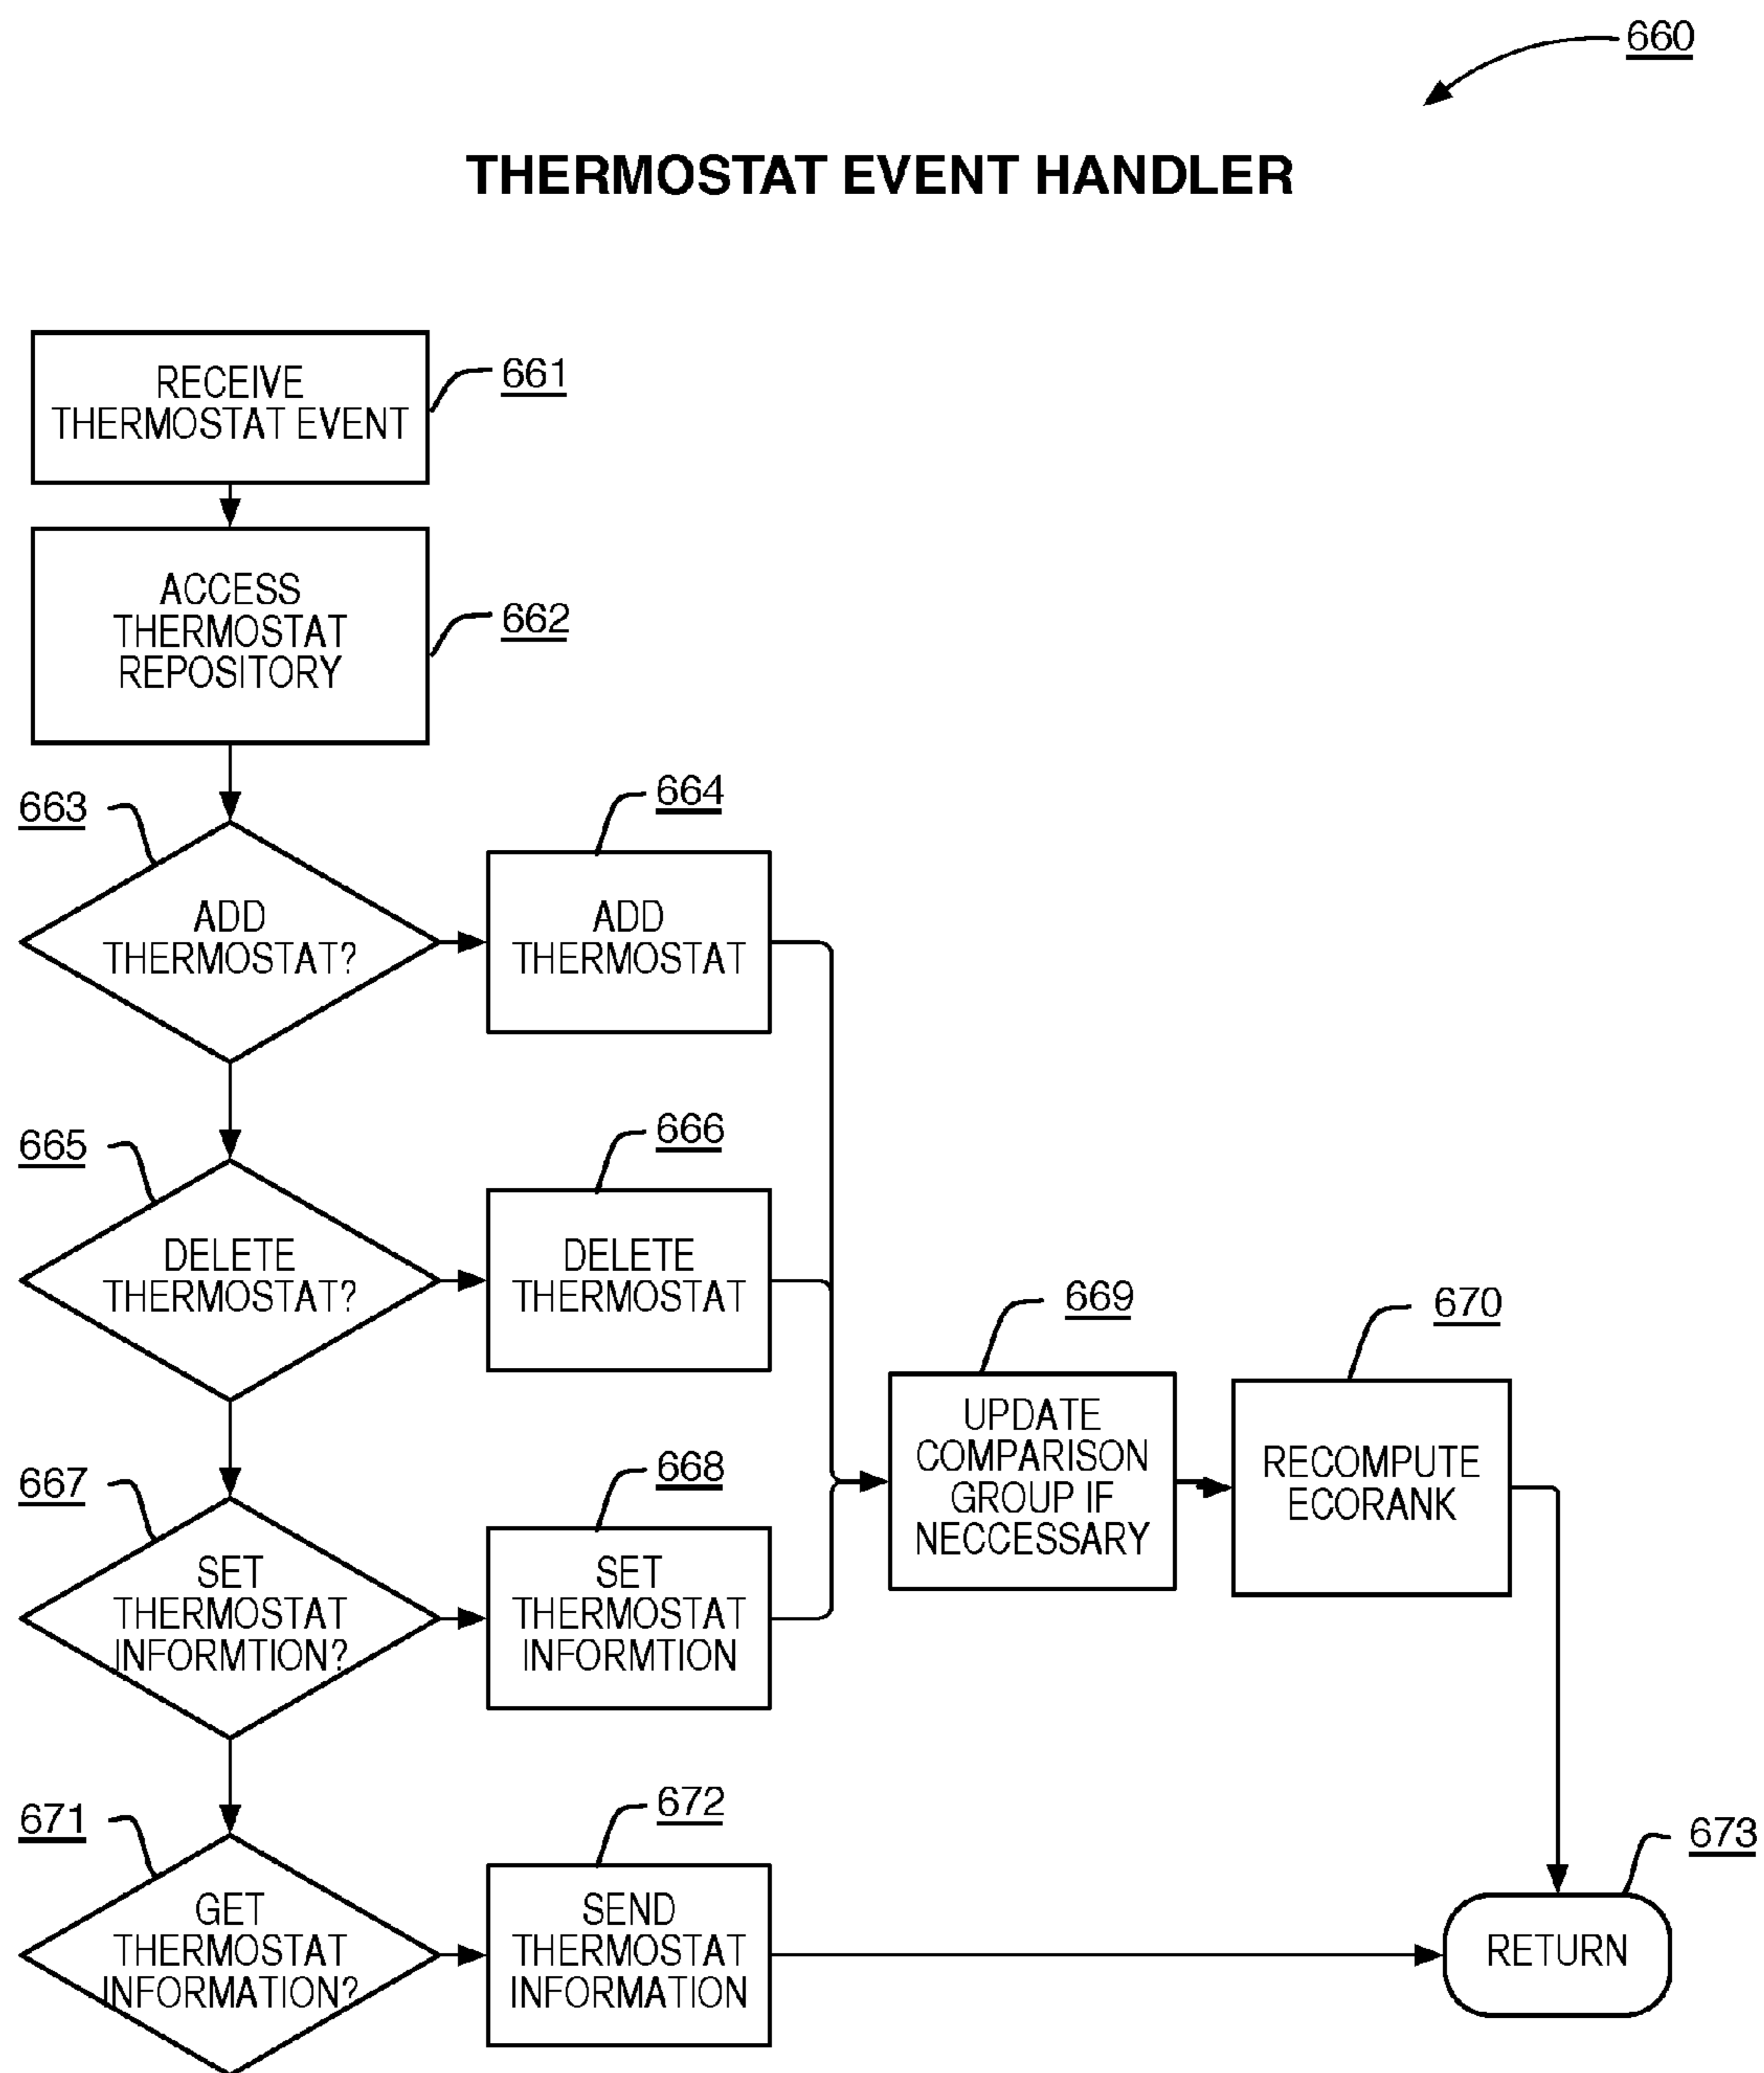 660
THERMOSTAT EVENT HANDLER
RECEIVE
THERMOSTAT EVENT
661
ACCESS
THERMOSTAT
REPOSITORY
662
663
ADD
THERMOSTAT?
664
ADD
THERMOSTAT
665
DELETE
THERMOSTAT?
666
DELETE
THERMOSTAT
667
SET
THERMOSTAT
INFORMTION?
668
SET
THERMOSTAT
INFORMTION
669
UPDATE
COMPARISON
GROUP IF
NECCESSARY
670
RECOMPUTE
ECORANK
671
GET
THERMOSTAT
INFORMATION?
672
SEND
THERMOSTAT
INFORMATION
673
RETURN